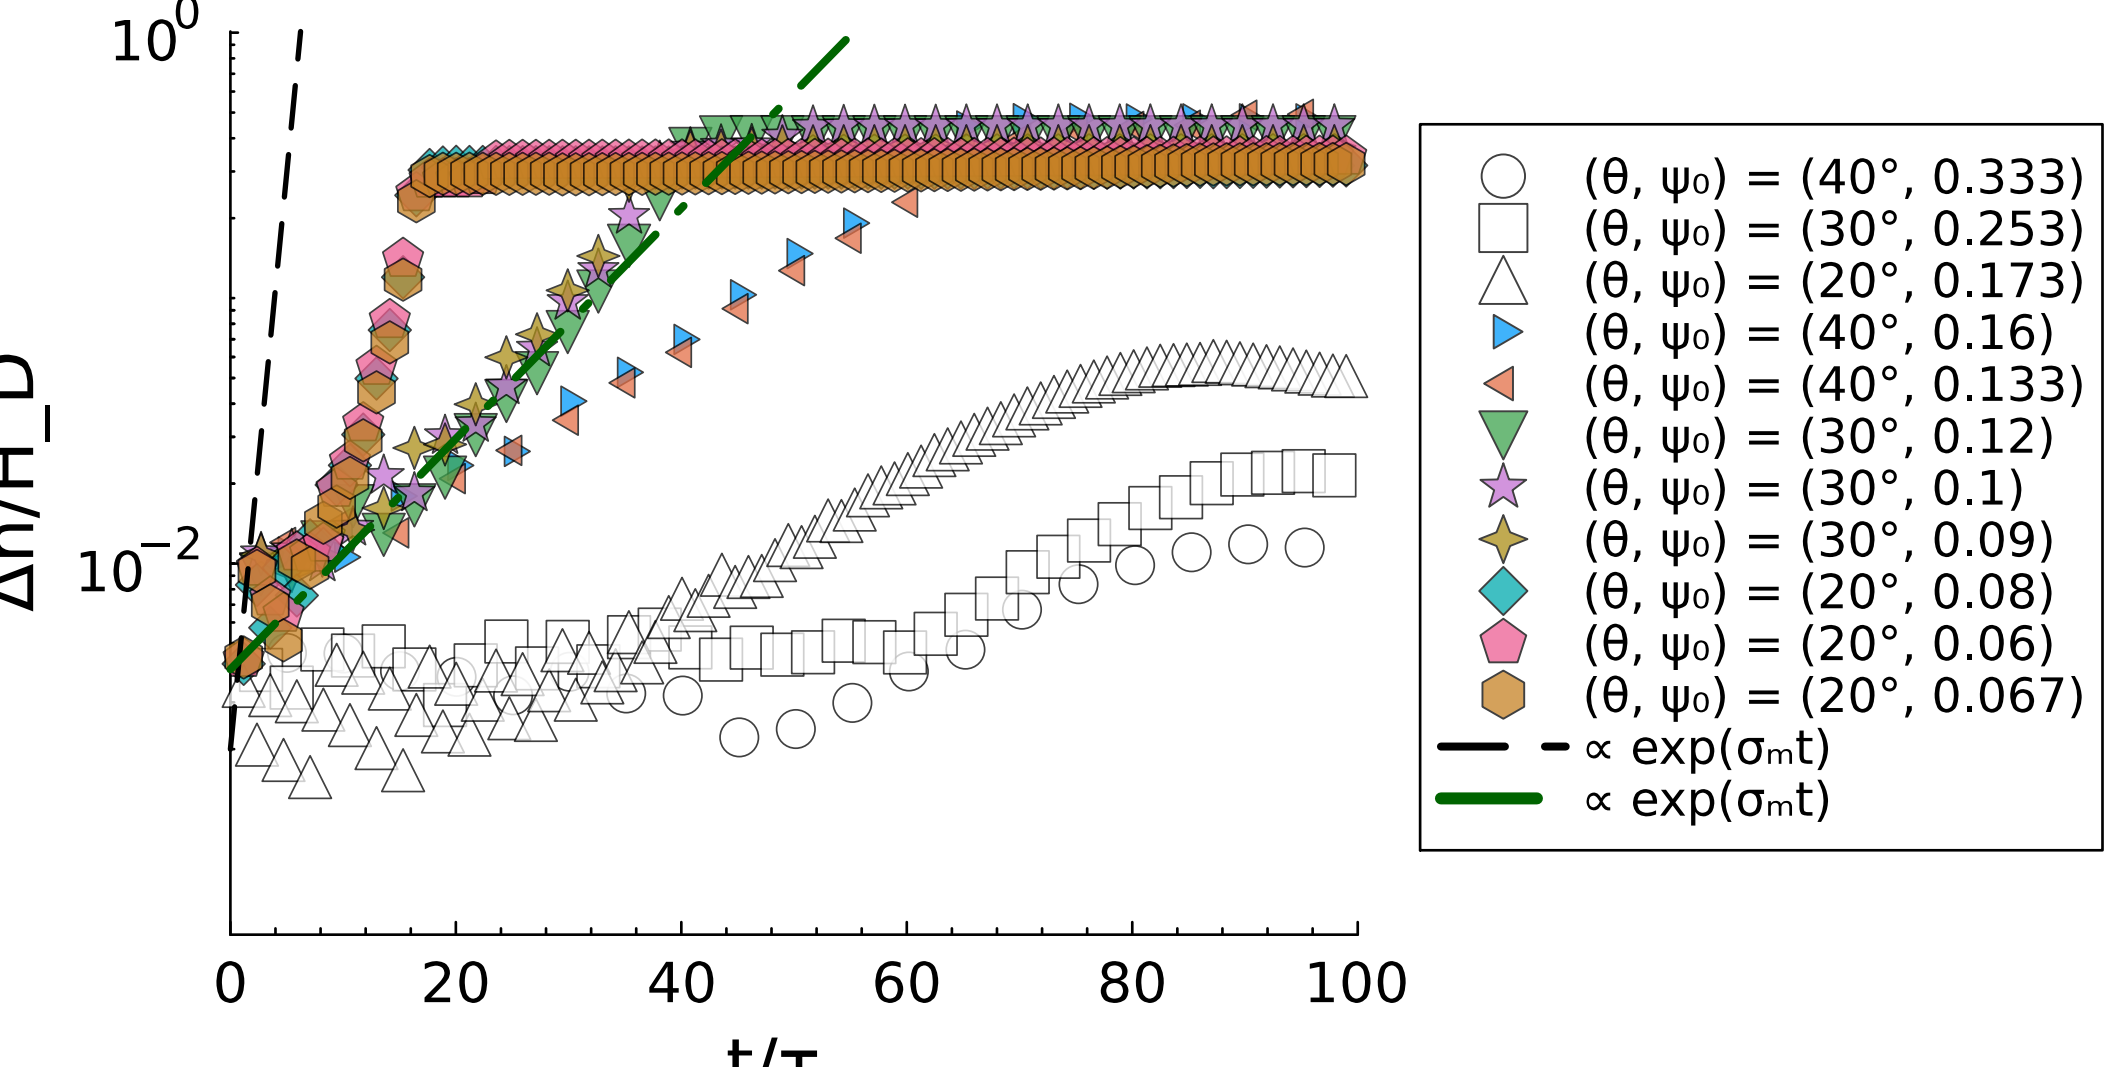 10⁰
10⁻²
Δh/H_D
0 20 40 60 80 100
t/τ
(θ, ψ₀) = (40°, 0.333)
(θ, ψ₀) = (30°, 0.253)
(θ, ψ₀) = (20°, 0.173)
(θ, ψ₀) = (40°, 0.16)
(θ, ψ₀) = (40°, 0.133)
(θ, ψ₀) = (30°, 0.12)
(θ, ψ₀) = (30°, 0.1)
(θ, ψ₀) = (30°, 0.09)
(θ, ψ₀) = (20°, 0.08)
(θ, ψ₀) = (20°, 0.06)
(θ, ψ₀) = (20°, 0.067)
∝ exp(σₘt)
∝ exp(σₘt)